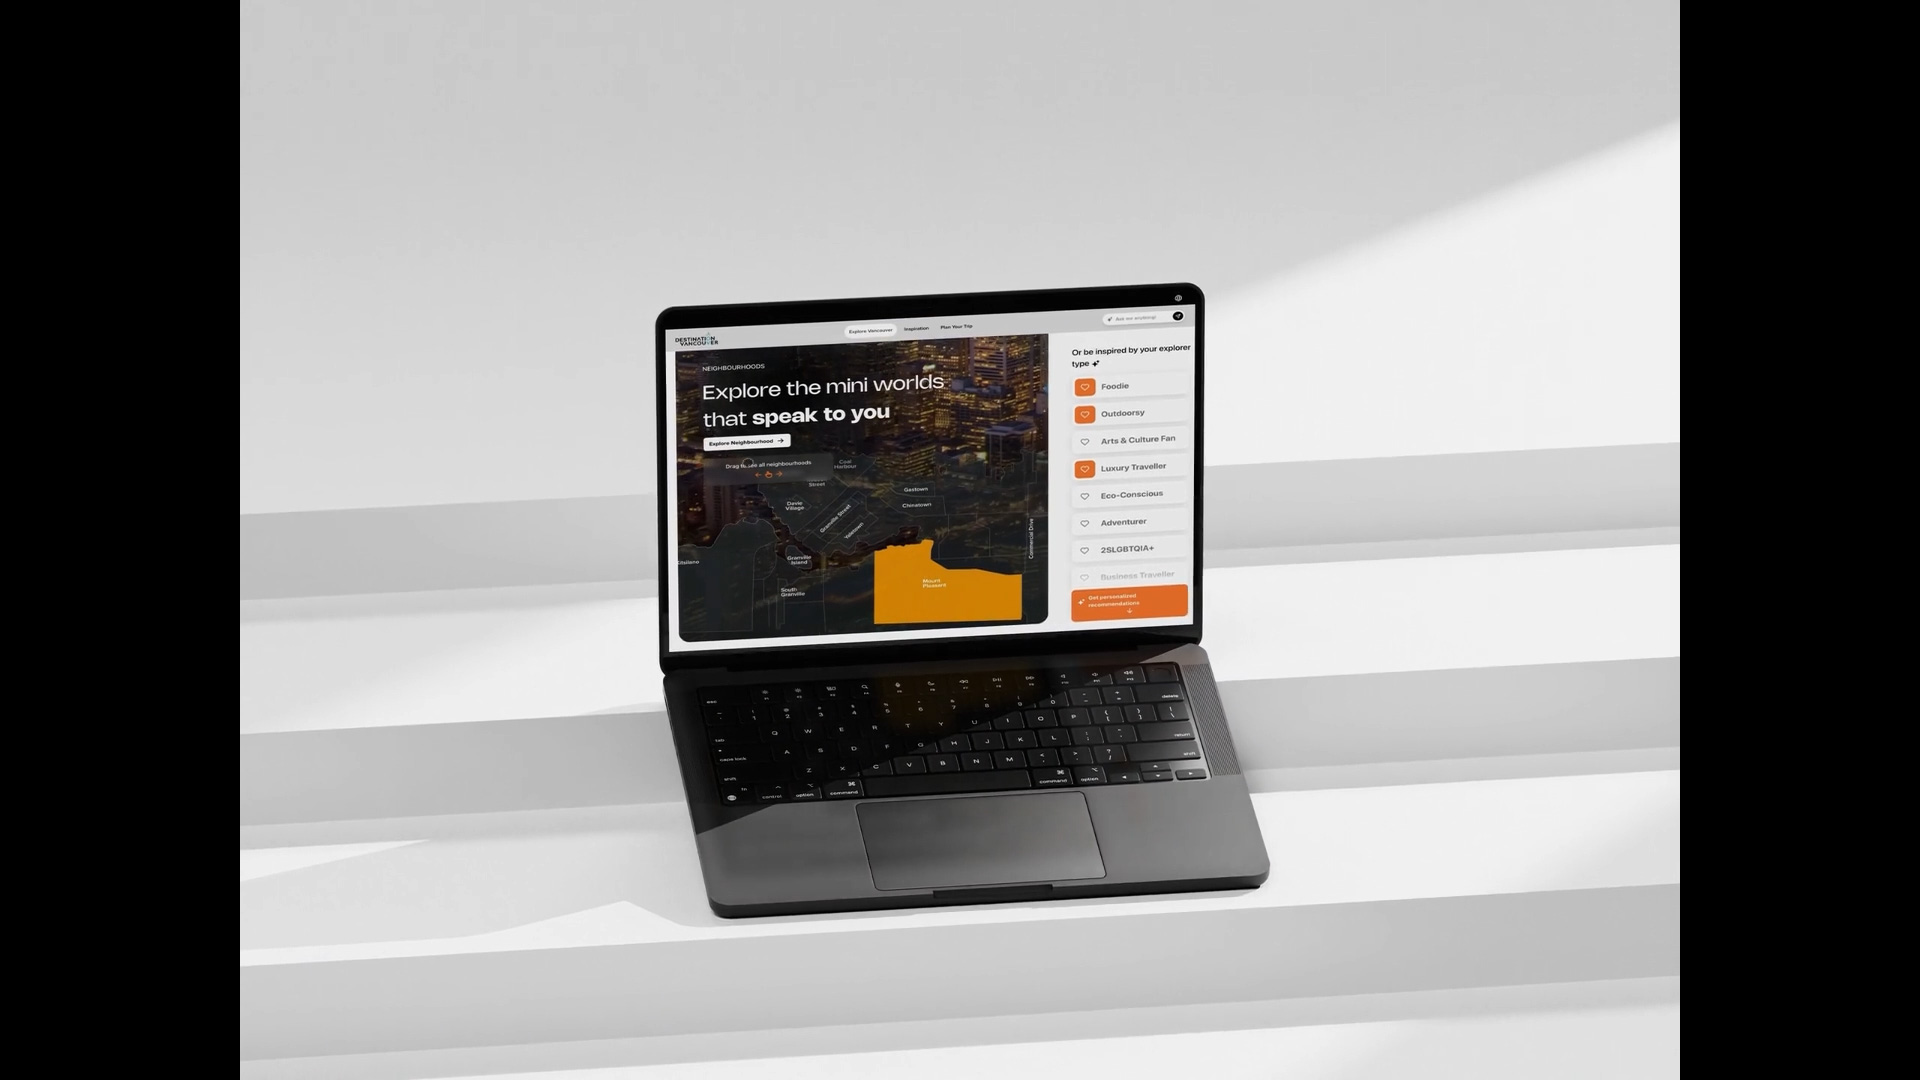 DESTINATION
VANCOUVER
Explore Vancouver
Inspiration
Plan Your Trip
Ask me anything!
NEIGHBOURHOODS
Explore the mini worlds
that speak to you
Explore Neighbourhood →
Drag to see all neighbourhoods
Coal
Harbour
Street
Davie
Village
Granville Street
Yaletown
Gastown
Chinatown
Commercial Drive
Kitsilano
Granville
Island
South
Granville
Mount
Pleasant
Or be inspired by your explorer
type
Foodie
Outdoorsy
Arts & Culture Fan
Luxury Traveller
Eco-Conscious
Adventurer
2SLGBTQIA+
Business Traveller
Get personalized
recommendations
esc
delete
Q W E R T Y U I O P
tab
A S D F G H J K L
caps lock
return
Z X C V B N M
shift
shift
fn
control
option
command
command
option